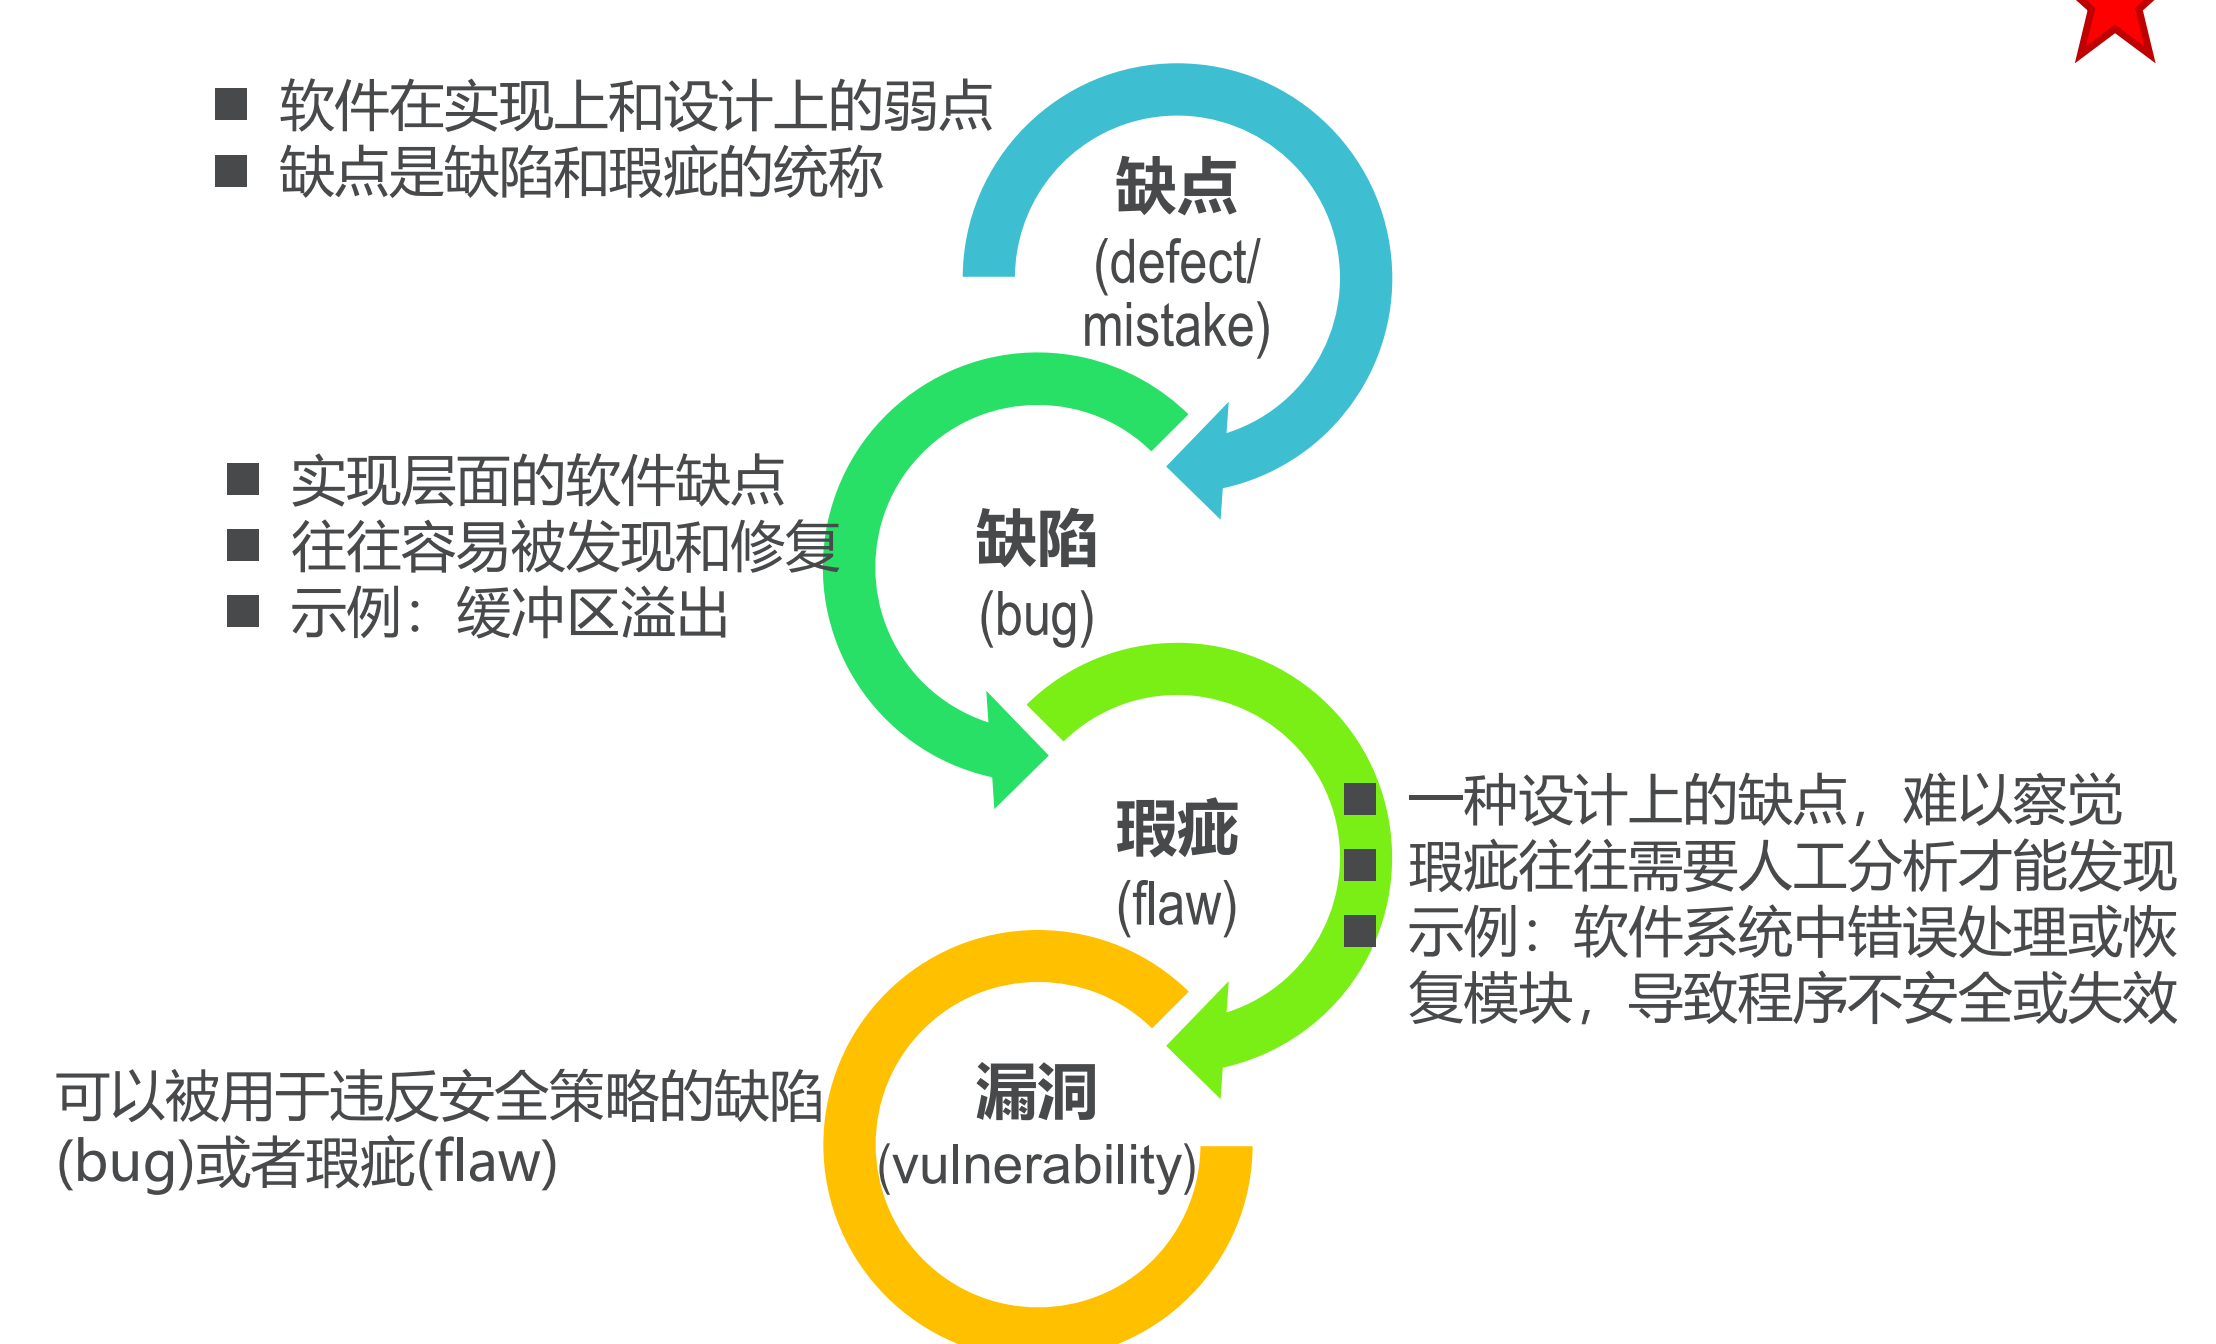 软件在实现上和设计上的弱点
缺点是缺陷和瑕疵的统称
缺点
(defect/
mistake)
实现层面的软件缺点
往往容易被发现和修复
示例：缓冲区溢出
缺陷
(bug)
瑕疵
(flaw)
一种设计上的缺点，难以察觉
瑕疵往往需要人工分析才能发现
示例：软件系统中错误处理或恢
复模块，导致程序不安全或失效
可以被用于违反安全策略的缺陷
(bug)或者瑕疵(flaw)
漏洞
(vulnerability)